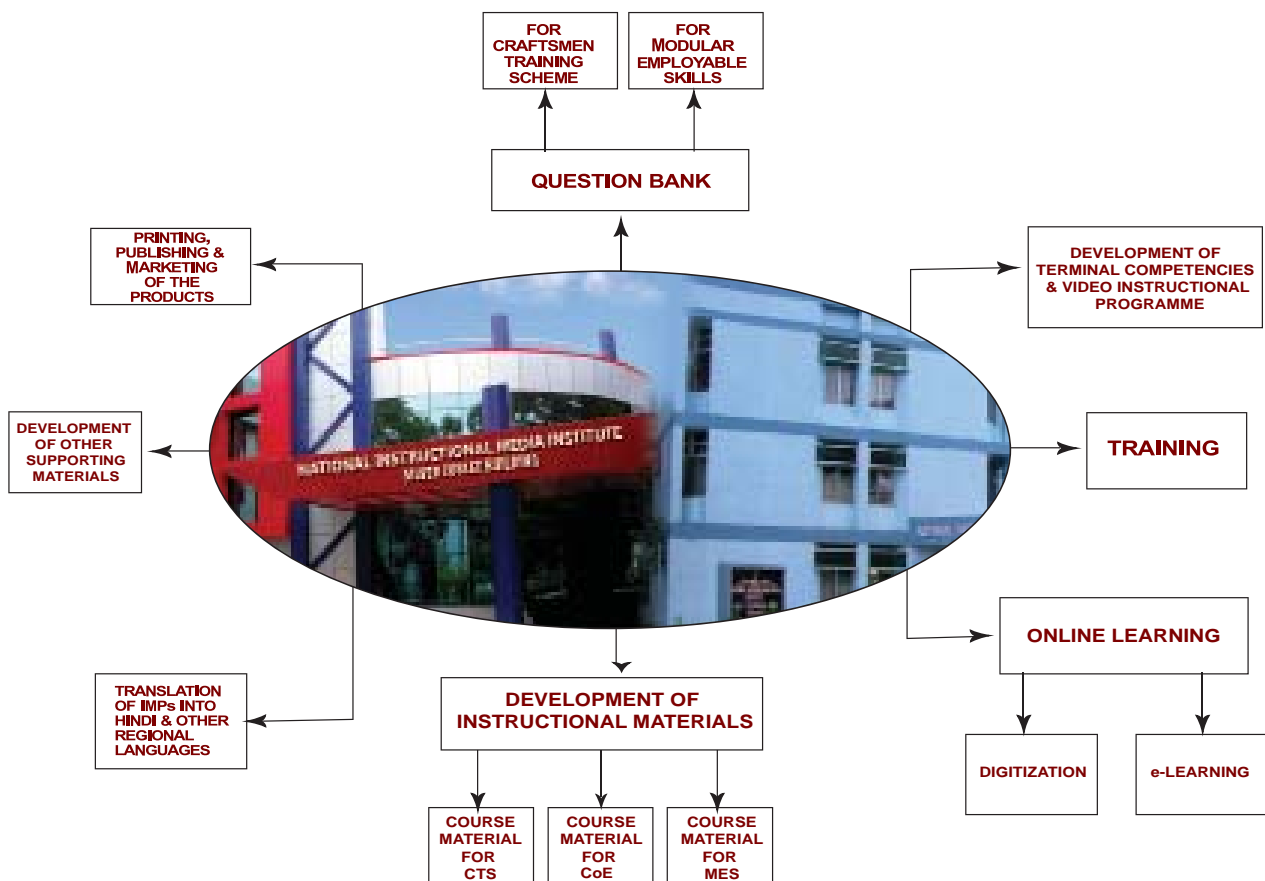 FOR
CRAFTSMEN
TRAINING
SCHEME
FOR
MODULAR
EMPLOYABLE
SKILLS
QUESTION BANK
PRINTING,
PUBLISHING &
MARKETING
OF THE
PRODUCTS
DEVELOPMENT OF
TERMINAL COMPETENCIES
& VIDEO INSTRUCTIONAL
PROGRAMME
DEVELOPMENT
OF OTHER
SUPPORTING
MATERIALS
NATIONAL INSTRUCTIONAL MEDIA INSTITUTE
BUILDING
TRAINING
ONLINE LEARNING
TRANSLATION
OF IMPs INTO
HINDI & OTHER
REGIONAL
LANGUAGES
DEVELOPMENT OF
INSTRUCTIONAL MATERIALS
DIGITIZATION
e-LEARNING
COURSE
MATERIAL
FOR
CTS
COURSE
MATERIAL
FOR
CoE
COURSE
MATERIAL
FOR
MES